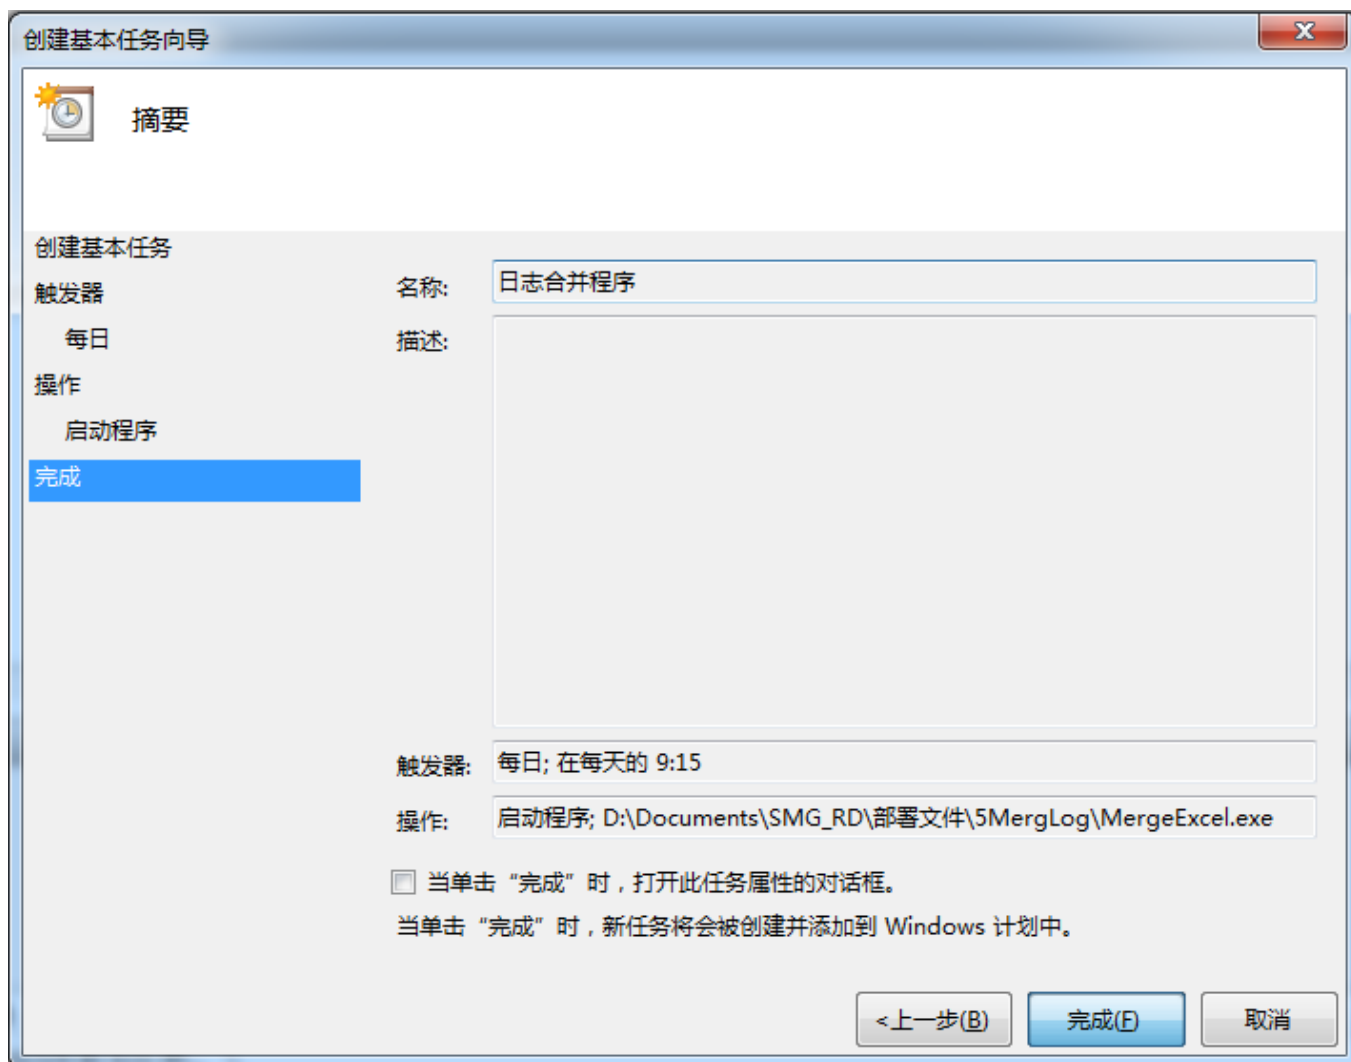 创建基本任务向导
摘要
创建基本任务
触发器
每日
操作
启动程序
完成
名称: 日志合并程序
描述:
触发器: 每日; 在每天的 9:15
操作: 启动程序; D:\Documents\SMG_RD\部署文件\5MergLog\MergeExcel.exe
当单击“完成”时，打开此任务属性的对话框。
当单击“完成”时，新任务将会被创建并添加到 Windows 计划中。
<上一步(B) 完成(F) 取消